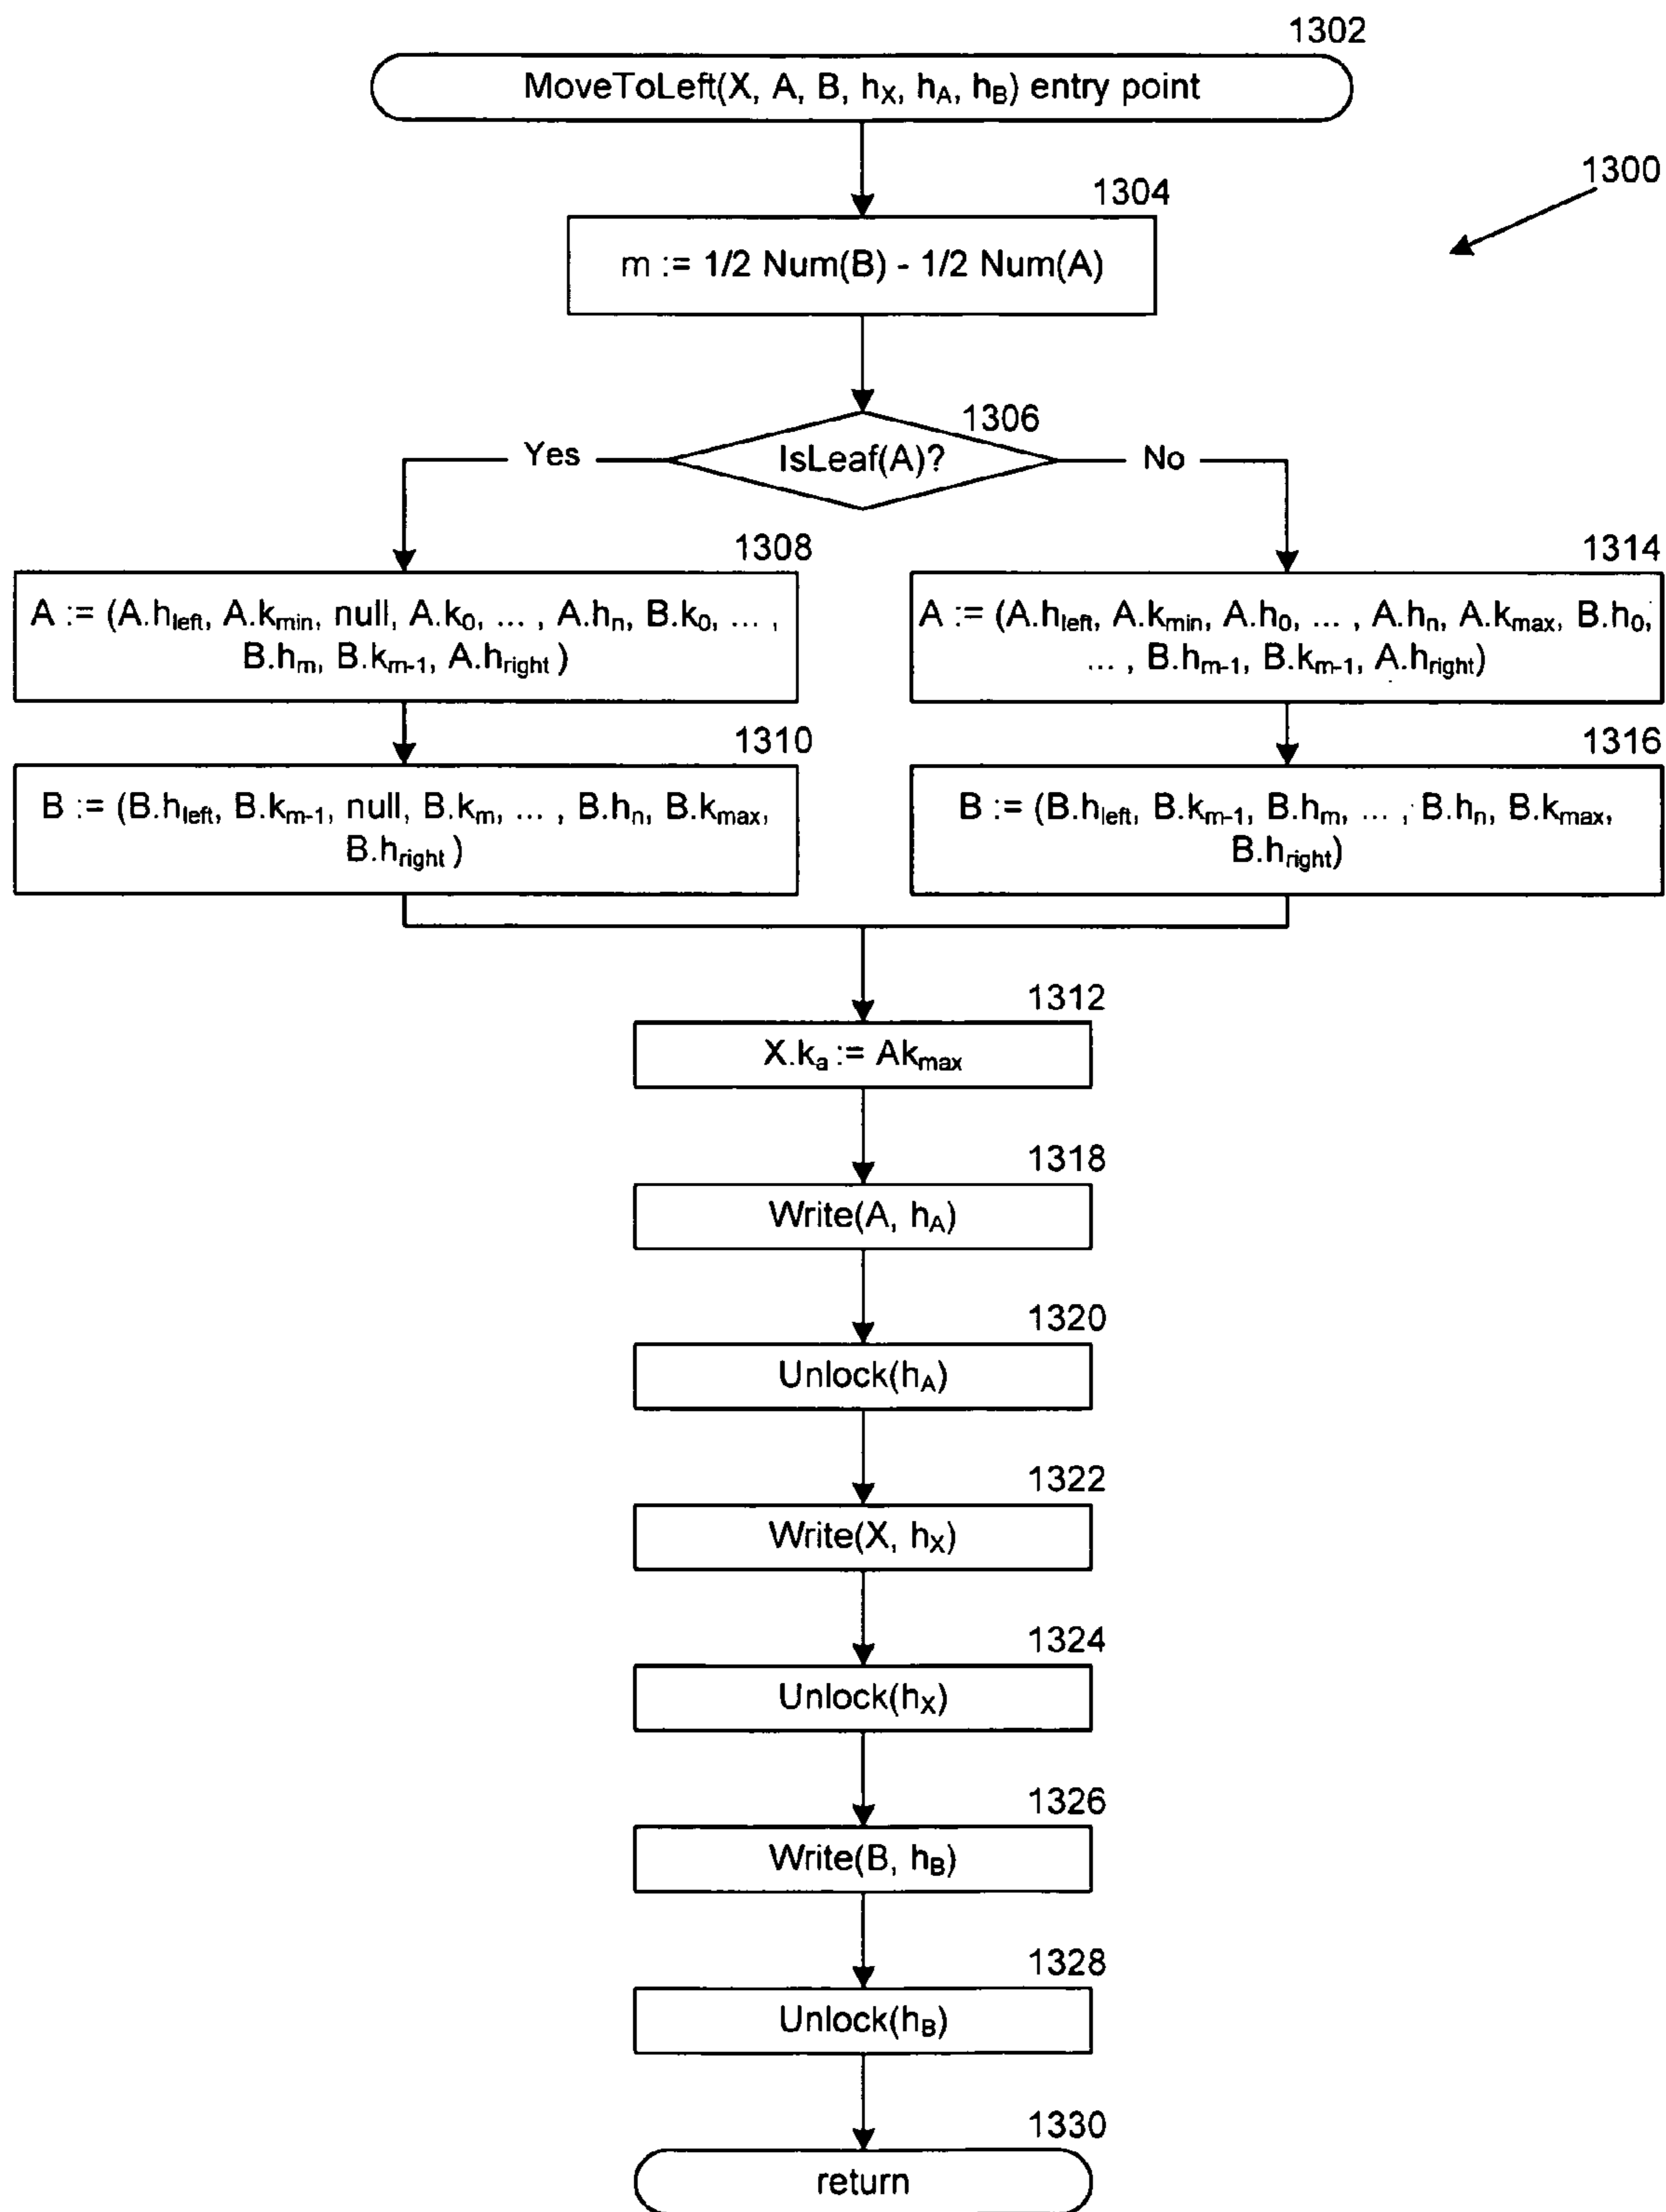 1302
MoveToLeft(X, A, B, hX, hA, hB) entry point
1300
1304
m := 1/2 Num(B) - 1/2 Num(A)
1306
Yes
IsLeaf(A)?
No
1308
A := (A.hleft, A.kmin, null, A.k0, ... , A.hn, B.k0, ... ,
B.hm, B.km-1, A.hright )
1314
A := (A.hleft, A.kmin, A.h0, ... , A.hn, A.kmax, B.h0,
... , B.hm-1, B.km-1, A.hright)
1310
B := (B.hleft, B.km-1, null, B.km, ... , B.hn, B.kmax,
B.hright )
1316
B := (B.hleft, B.km-1, B.hm, ... , B.hn, B.kmax,
B.hright)
1312
X.ka := Akmax
1318
Write(A, hA)
1320
Unlock(hA)
1322
Write(X, hX)
1324
Unlock(hX)
1326
Write(B, hB)
1328
Unlock(hB)
1330
return